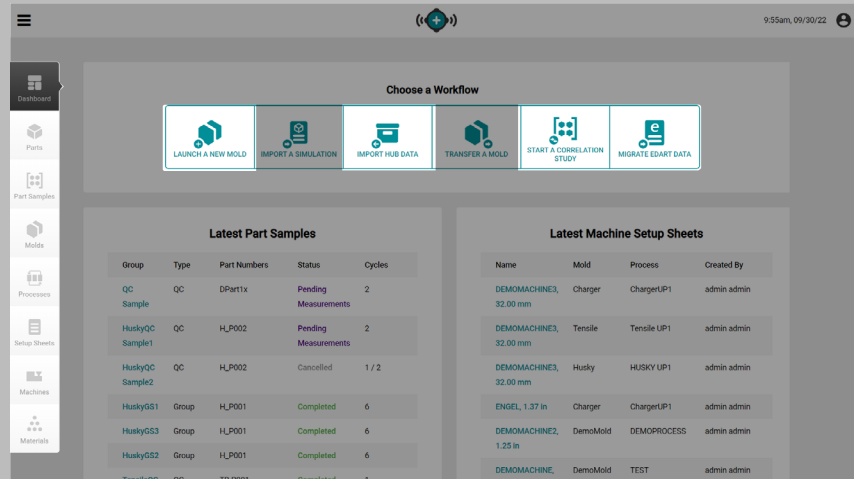 9:55am, 09/30/22
Dashboard
Parts
Part Samples
Molds
Processes
Setup Sheets
Machines
Materials
Choose a Workflow
LAUNCH A NEW MOLD
IMPORT A SIMULATION
IMPORT HUB DATA
TRANSFER A MOLD
START A CORRELATION
STUDY
e
MIGRATE EDART DATA
Latest Part Samples
Group Type Part Numbers Status Cycles
QC QC DPart1x Pending 2
Sample Measurements
HuskyQC QC H_P002 Pending 2
Sample1 Measurements
HuskyQC QC H_P002 Cancelled 1 / 2
Sample2
HuskyGS1 Group H_P001 Completed 6
HuskyGS3 Group H_P001 Completed 6
HuskyGS2 Group H_P001 Completed 6
Latest Machine Setup Sheets
Name Mold Process Created By
DEMOMACHINE3, Charger ChargerUP1 admin admin
32.00 mm
DEMOMACHINE3, Tensile Tensile UP1 admin admin
32.00 mm
DEMOMACHINE3, Husky HUSKY UP1 admin admin
32.00 mm
ENGEL, 1.37 in Charger ChargerUP1 admin admin
DEMOMACHINE2, DemoMold DEMOPROCESS admin admin
1.25 in
DEMOMACHINE, DemoMold TEST admin admin